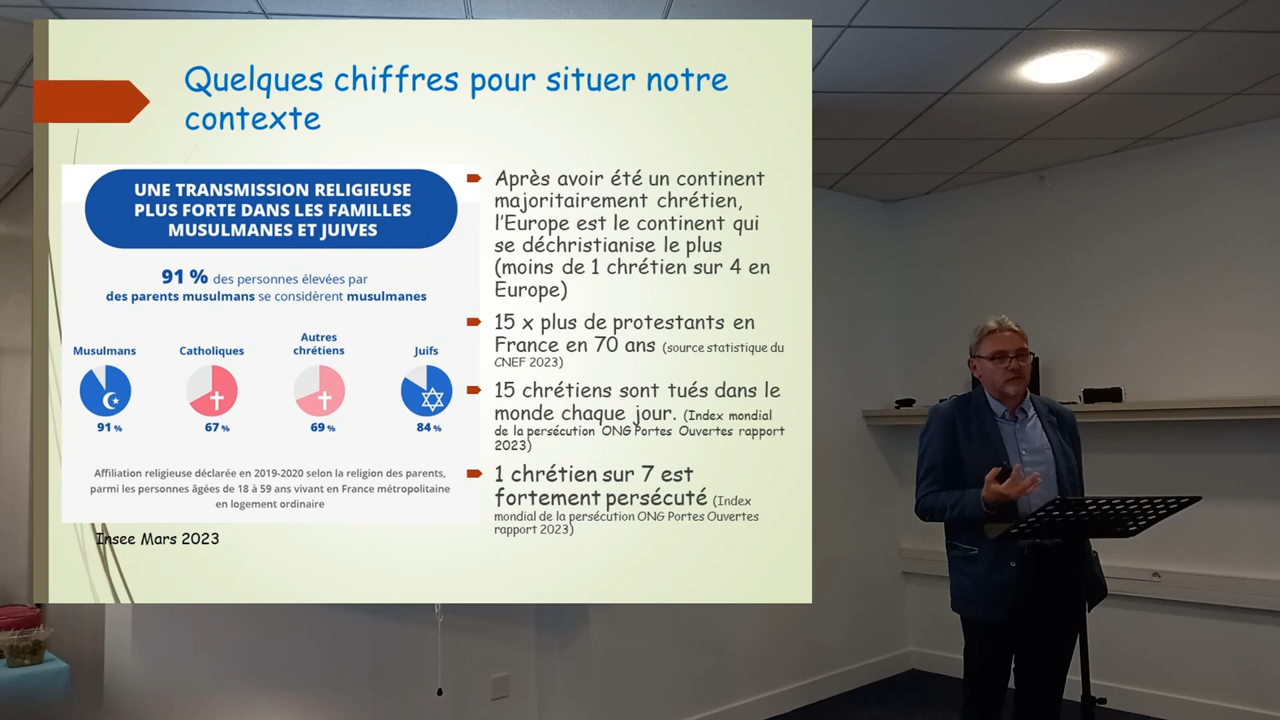 Quelques chiffres pour situer notre
contexte
UNE TRANSMISSION RELIGIEUSE
PLUS FORTE DANS LES FAMILLES
MUSULMANES ET JUIVES
91 % des personnes élevées par
des parents musulmans se considèrent musulmanes
Musulmans
Catholiques
Autres
chrétiens
Juifs
91 %
67 %
69 %
84 %
Affiliation religieuse déclarée en 2019-2020 selon la religion des parents,
parmi les personnes âgées de 18 à 59 ans vivant en France métropolitaine
en logement ordinaire
Insee Mars 2023
Après avoir été un continent
majoritairement chrétien,
l'Europe est le continent qui
se déchristianise le plus
(moins de 1 chrétien sur 4 en
Europe)
15 x plus de protestants en
France en 70 ans (source statistique du
CNEF 2023)
15 chrétiens sont tués dans le
monde chaque jour. (Index mondial
de la persécution ONG Portes Ouvertes rapport
2023)
1 chrétien sur 7 est
fortement persécuté (Index
mondial de la persécution ONG Portes Ouvertes
rapport 2023)